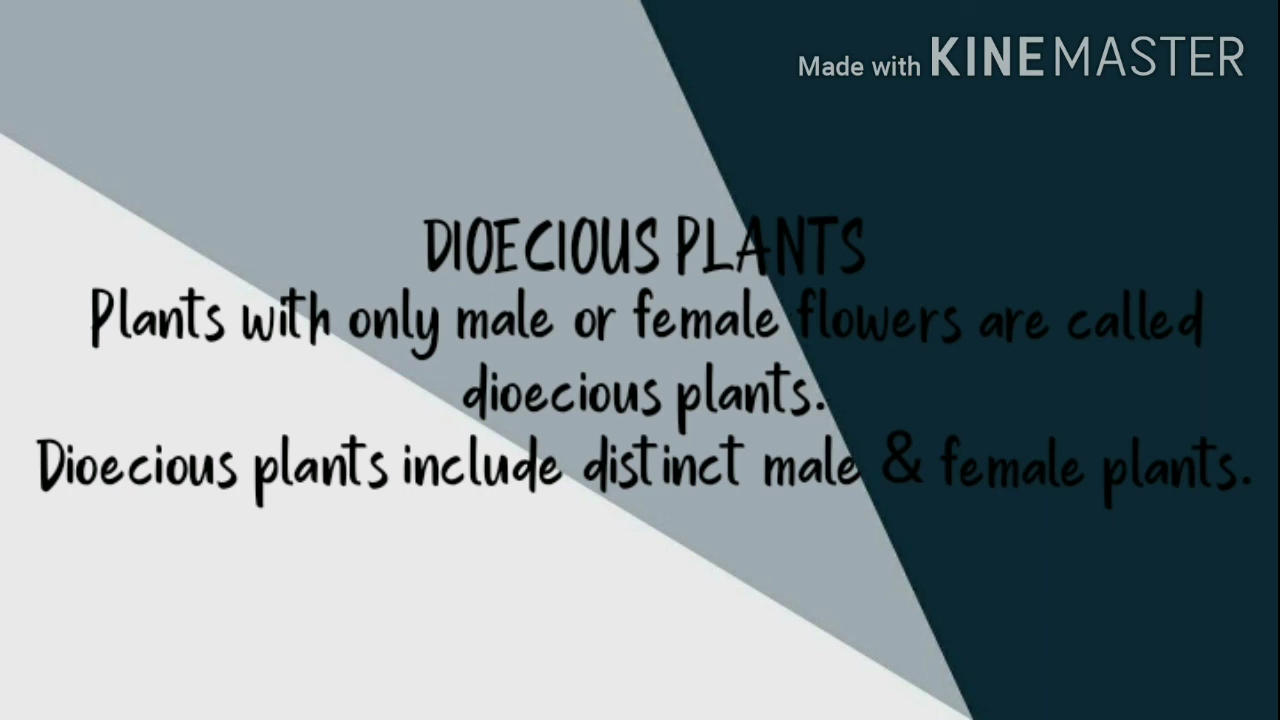 Made with KINEMASTER
DIOECIOUS PLANTS
Plants with only male or female flowers are called
dioecious plants.
Dioecious plants include distinct male & female plants.